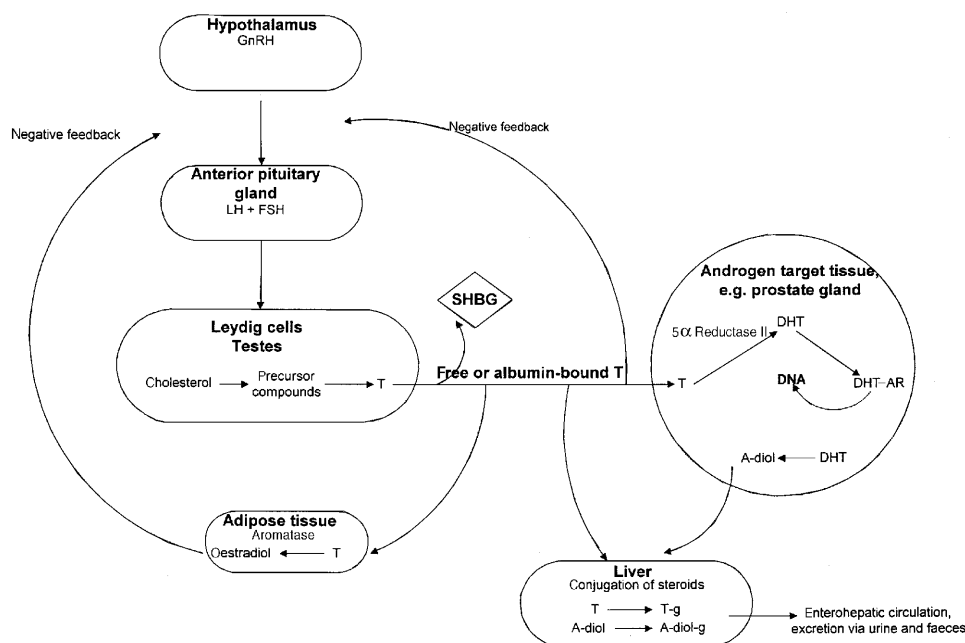 Hypothalamus
GnRH
Negative feedback
Negative feedback
Anterior pituitary
gland
LH + FSH
SHBG
Androgen target tissue,
e.g. prostate gland
DHT
5α Reductase II
Leydig cells
Testes
Cholesterol
Precursor
compounds
T
Free or albumin-bound T
T
DNA
DHT-AR
A-diol
DHT
Adipose tissue
Aromatase
Oestradiol
T
Liver
Conjugation of steroids
T
T-g
A-diol
A-diol-g
Enterohepatic circulation,
excretion via urine and faeces